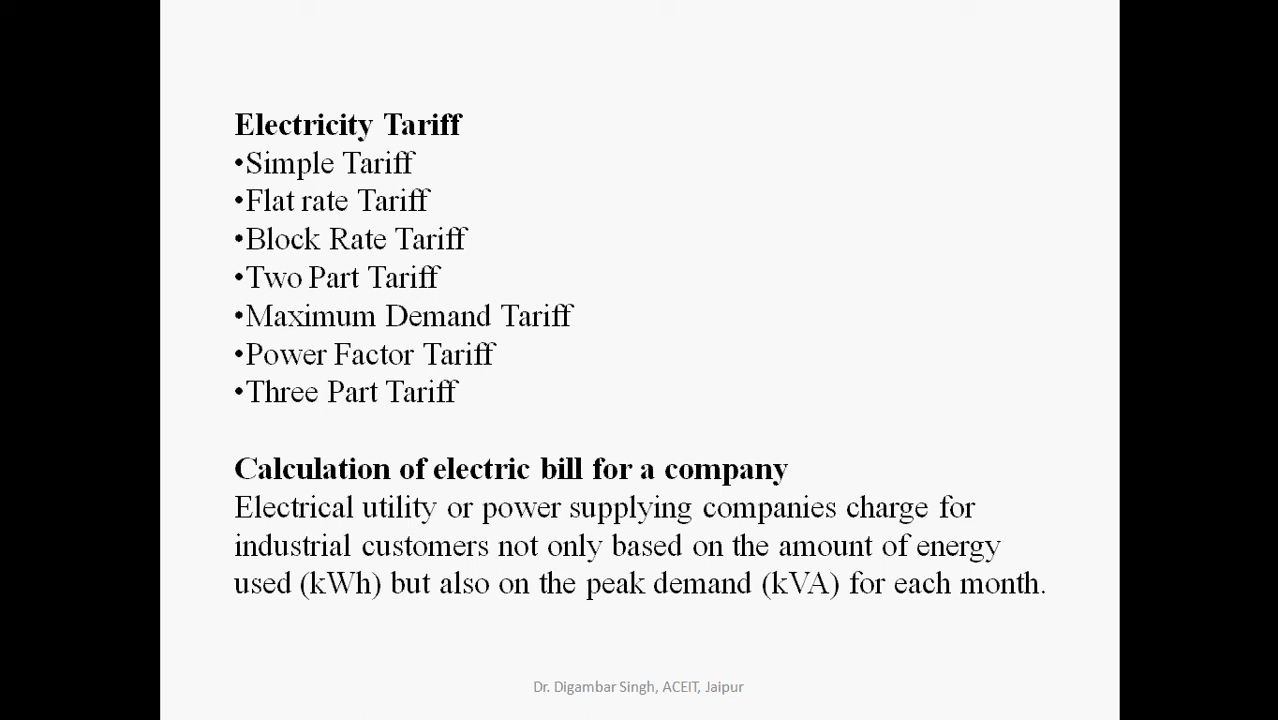 Electricity Tariff
•Simple Tariff
•Flat rate Tariff
•Block Rate Tariff
•Two Part Tariff
•Maximum Demand Tariff
•Power Factor Tariff
•Three Part Tariff
Calculation of electric bill for a company
Electrical utility or power supplying companies charge for
industrial customers not only based on the amount of energy
used (kWh) but also on the peak demand (kVA) for each month.
Dr. Digambar Singh, ACEIT, Jaipur